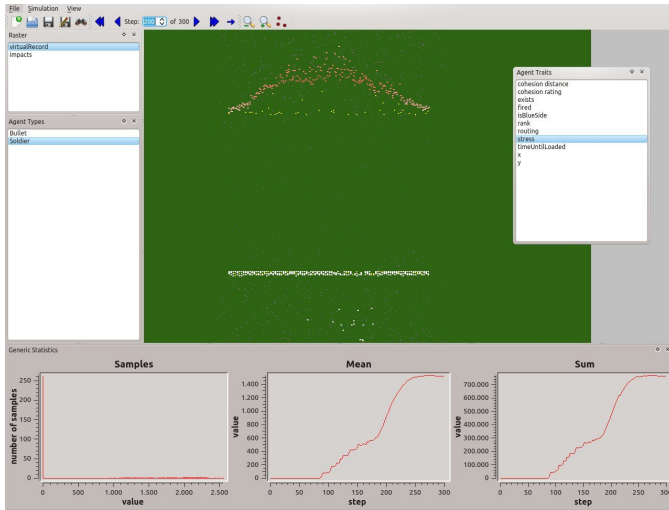 File Simulation View
Step: 200 of 300
Raster
virtualRecord
impacts
Agent Types
Bullet
Soldier
Agent Traits
cohesion distance
cohesion rating
exists
fired
isBlueSide
rank
routing
stress
timeUntilLoaded
x
y
Generic Statistics
Samples
number of samples
250
200
150
100
50
0
0 500 1.000 1.500 2.000 2.500
value
Mean
value
1.400
1.200
1.000
800
600
400
200
0
0 50 100 150 200 250 300
step
Sum
value
700.000
600.000
500.000
400.000
300.000
200.000
100.000
0
0 50 100 150 200 250 300
step